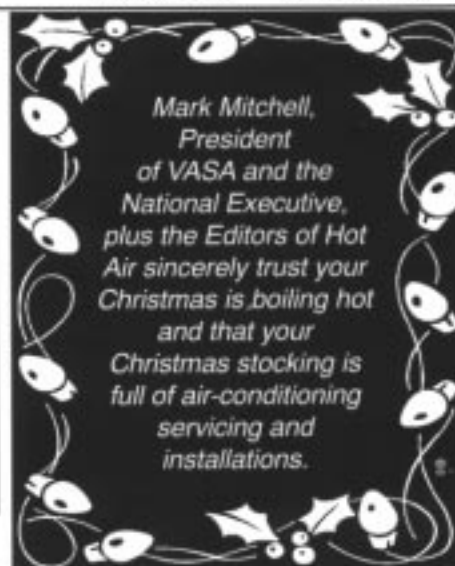 Mark Mitchell,
President
of VASA and the
National Executive,
plus the Editors of Hot
Air sincerely trust your
Christmas is boiling hot
and that your
Christmas stocking is
full of air-conditioning
servicing and
installations.